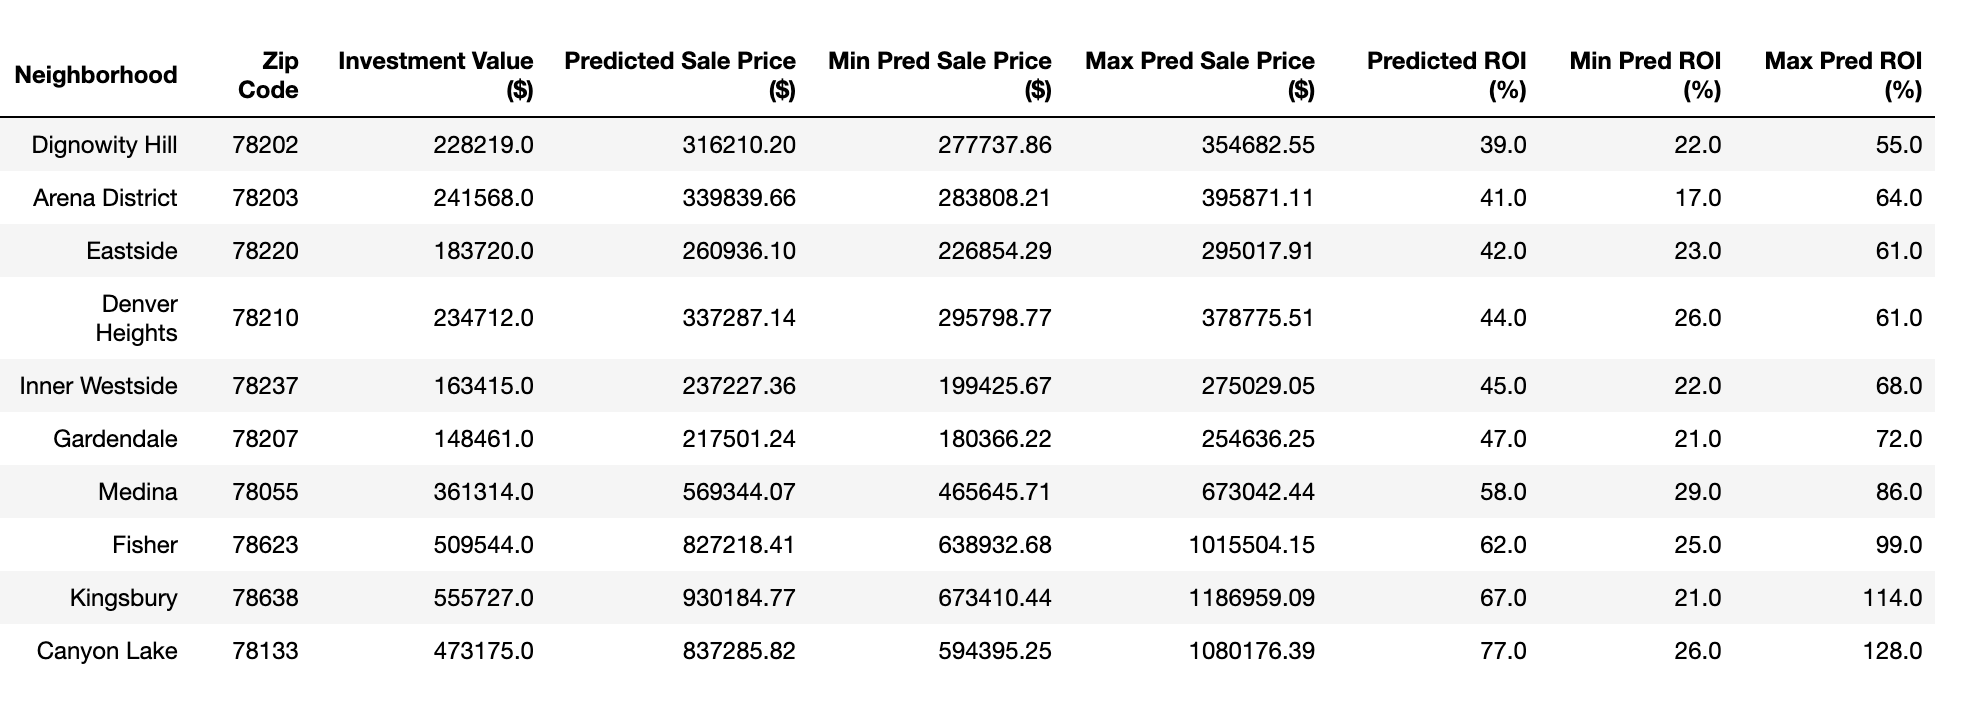 Neighborhood Zip Code Investment Value ($) Predicted Sale Price ($) Min Pred Sale Price ($) Max Pred Sale Price ($) Predicted ROI (%) Min Pred ROI (%) Max Pred ROI (%)
Dignowity Hill 78202 228219.0 316210.20 277737.86 354682.55 39.0 22.0 55.0
Arena District 78203 241568.0 339839.66 283808.21 395871.11 41.0 17.0 64.0
Eastside 78220 183720.0 260936.10 226854.29 295017.91 42.0 23.0 61.0
Denver Heights 78210 234712.0 337287.14 295798.77 378775.51 44.0 26.0 61.0
Inner Westside 78237 163415.0 237227.36 199425.67 275029.05 45.0 22.0 68.0
Gardendale 78207 148461.0 217501.24 180366.22 254636.25 47.0 21.0 72.0
Medina 78055 361314.0 569344.07 465645.71 673042.44 58.0 29.0 86.0
Fisher 78623 509544.0 827218.41 638932.68 1015504.15 62.0 25.0 99.0
Kingsbury 78638 555727.0 930184.77 673410.44 1186959.09 67.0 21.0 114.0
Canyon Lake 78133 473175.0 837285.82 594395.25 1080176.39 77.0 26.0 128.0